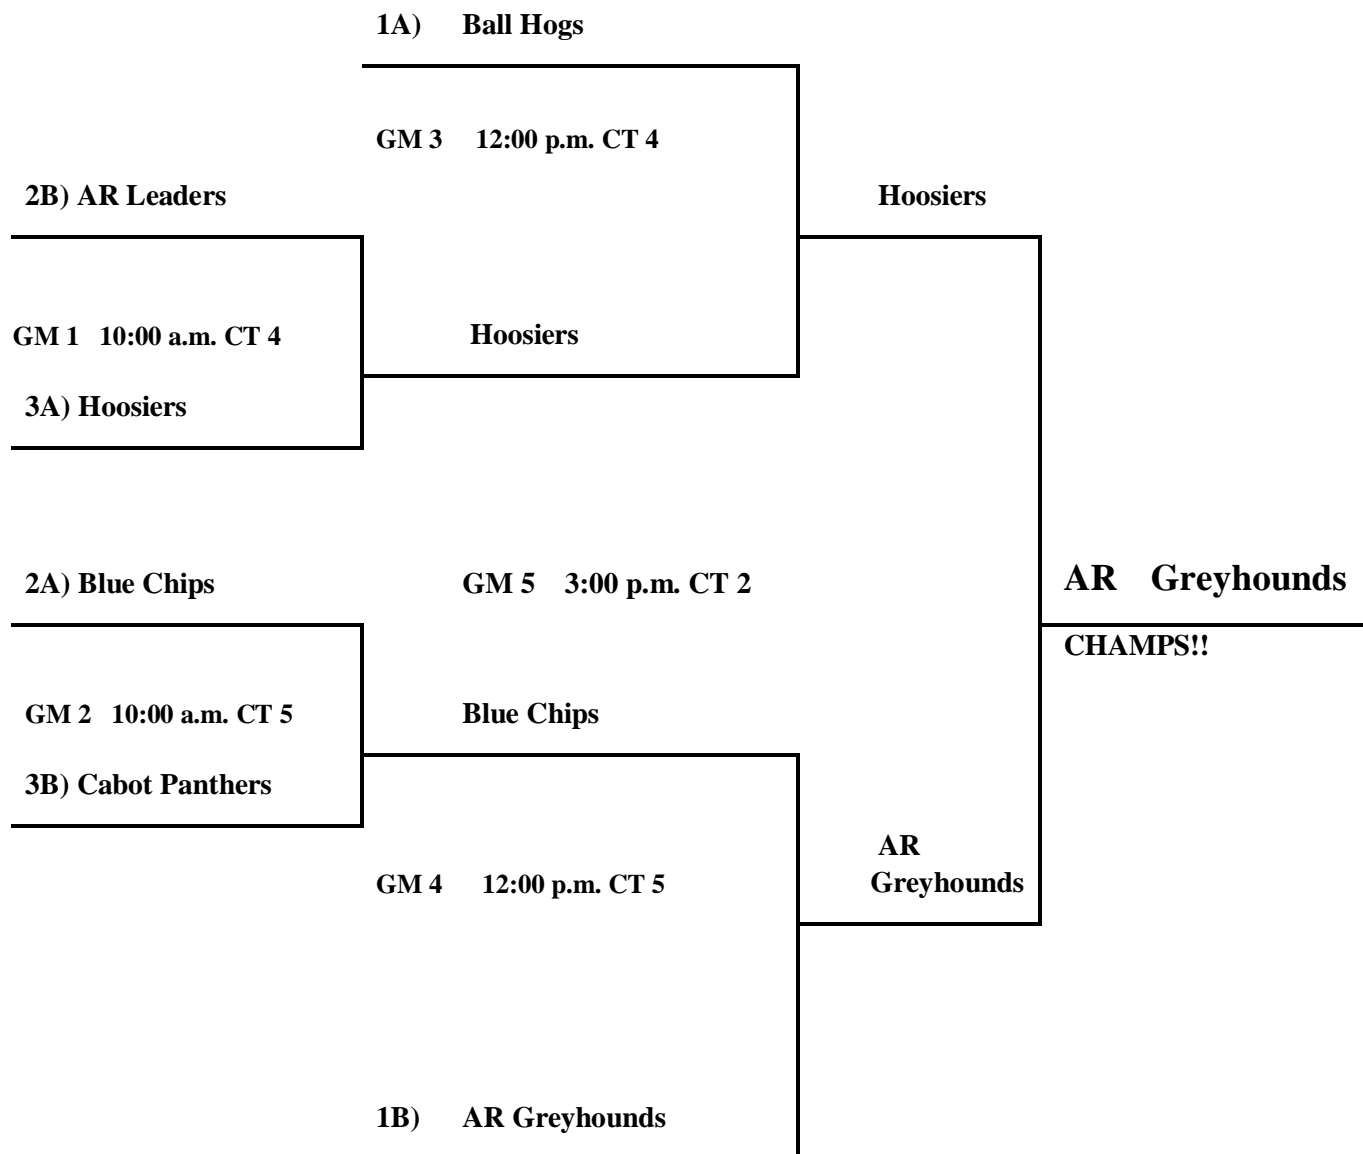 1A) Ball Hogs
GM 3 12:00 p.m. CT 4
2B) AR Leaders
Hoosiers
GM 1 10:00 a.m. CT 4
Hoosiers
3A) Hoosiers
2A) Blue Chips
GM 5 3:00 p.m. CT 2
AR Greyhounds
CHAMPS!!
GM 2 10:00 a.m. CT 5
Blue Chips
3B) Cabot Panthers
AR
Greyhounds
GM 4 12:00 p.m. CT 5
1B) AR Greyhounds